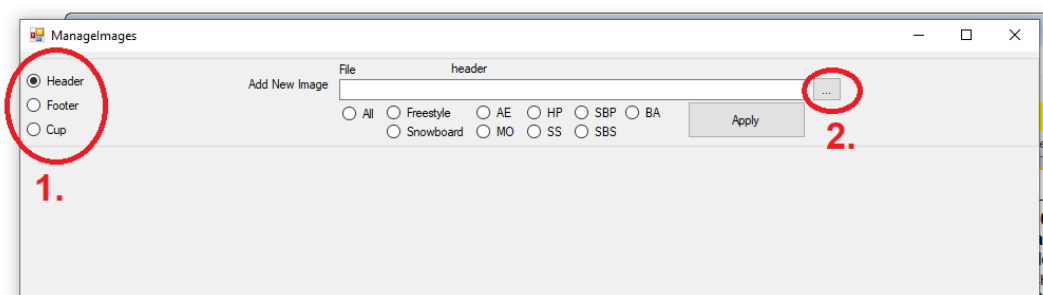 ManageImages
File header
Header
Add New Image
...
Footer
All Freestyle AE HP SBP BA
Apply
Cup
Snowboard MO SS SBS
1.
2.